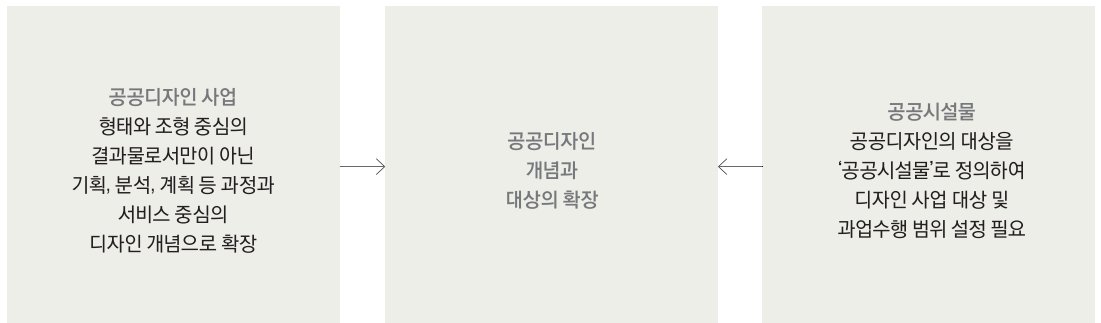 공공디자인 사업
형태와 조형 중심의
결과물로서만이 아닌
기획, 분석, 계획 등 과정과
서비스 중심의
디자인 개념으로 확장
공공디자인
개념과
대상의 확장
공공시설물
공공디자인의 대상을
‘공공시설물’로 정의하여
디자인 사업 대상 및
과업수행 범위 설정 필요